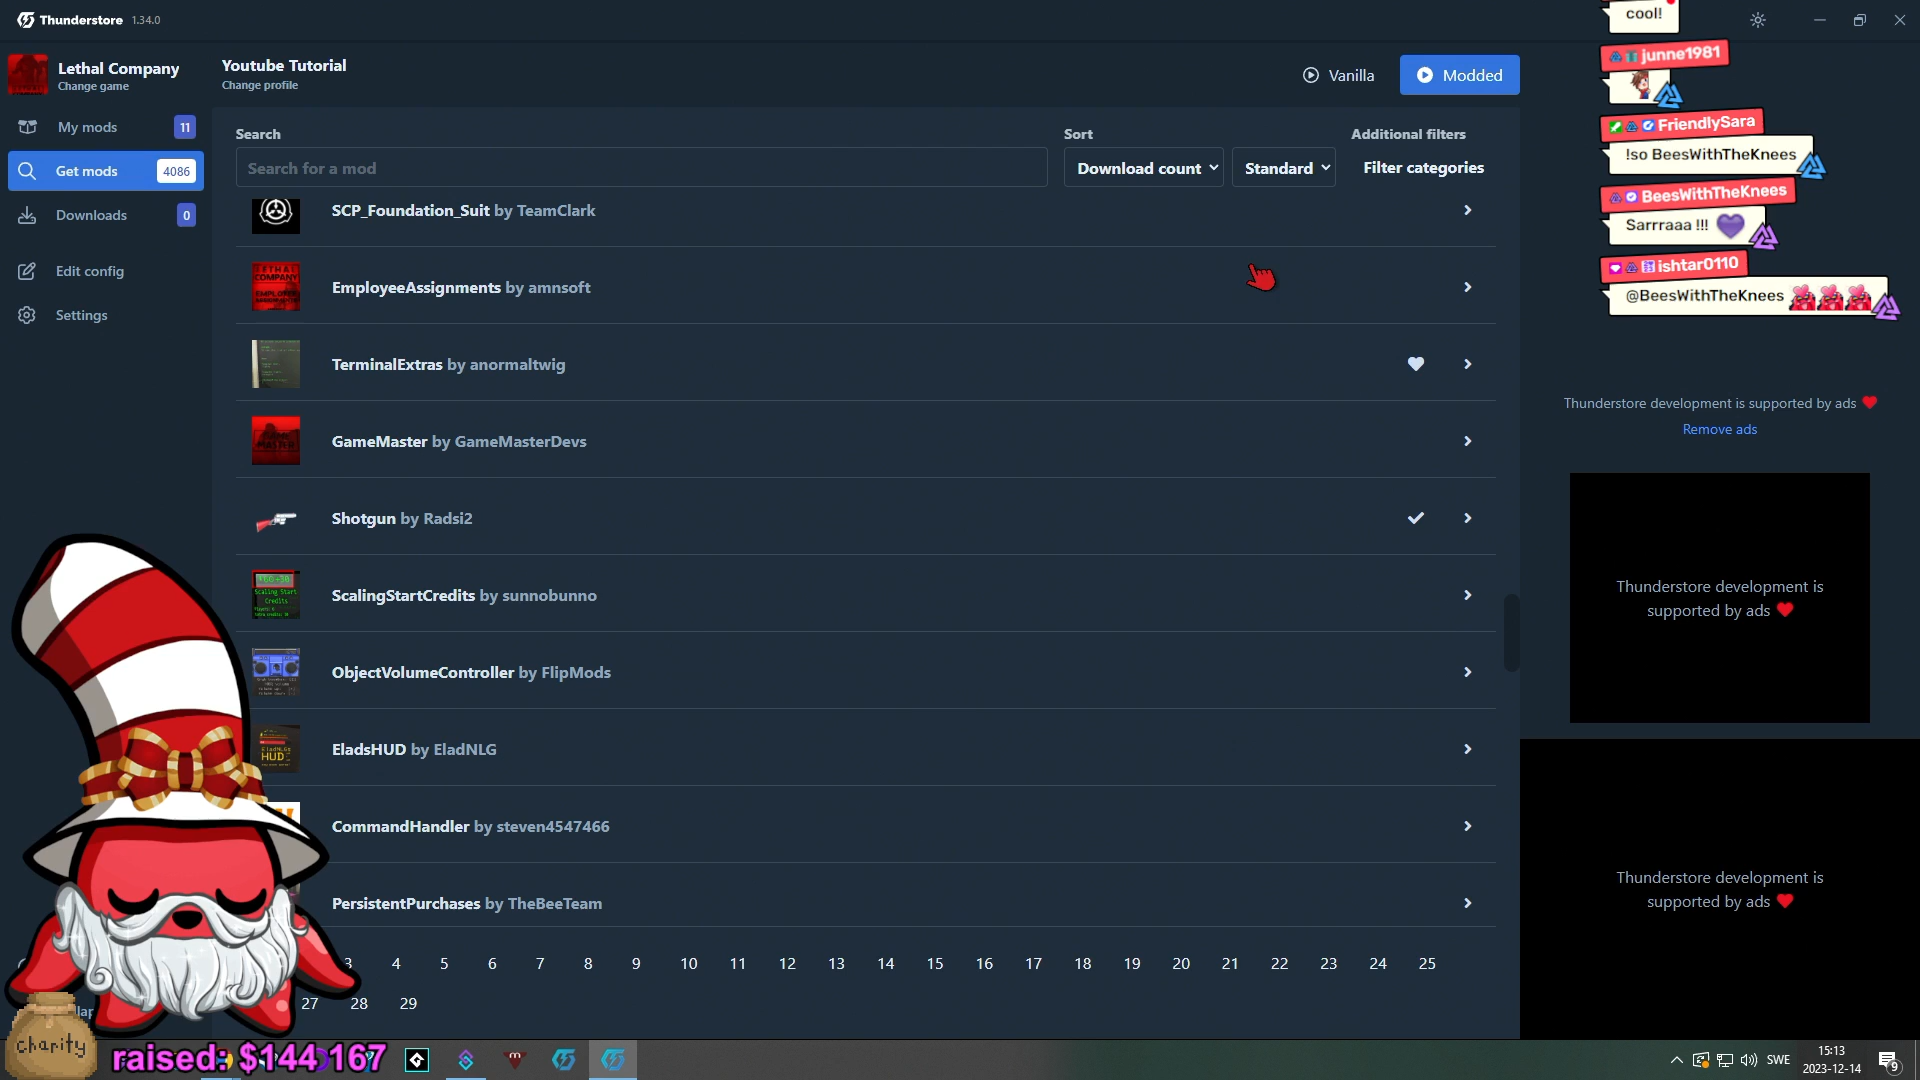 Thunderstore 1.34.0
Lethal Company
Change game
Youtube Tutorial
Change profile
Vanilla
Modded
My mods 11
Get mods 4086
Downloads 0
Edit config
Settings
Search
Search for a mod
Sort
Download count
Standard
Additional filters
Filter categories
SCP_Foundation_Suit by TeamClark
EmployeeAssignments by amnsoft
TerminalExtras by anormaltwig
GameMaster by GameMasterDevs
Shotgun by Radsi2
ScalingStartCredits by sunnobunno
ObjectVolumeController by FlipMods
EladsHUD by EladNLG
CommandHandler by steven4547466
PersistentPurchases by TheBeeTeam
3 4 5 6 7 8 9 10 11 12 13 14 15 16 17 18 19 20 21 22 23 24 25
27 28 29
cool!
junne1981
FriendlySara
!so BeesWithTheKnees
BeesWithTheKnees
Sarrraaa !!!
ishtar0110
@BeesWithTheKnees
Thunderstore development is supported by ads
Remove ads
Thunderstore development is
supported by ads
Thunderstore development is
supported by ads
charity
raised: $144,167
SWE
15:13
2023-12-14
9